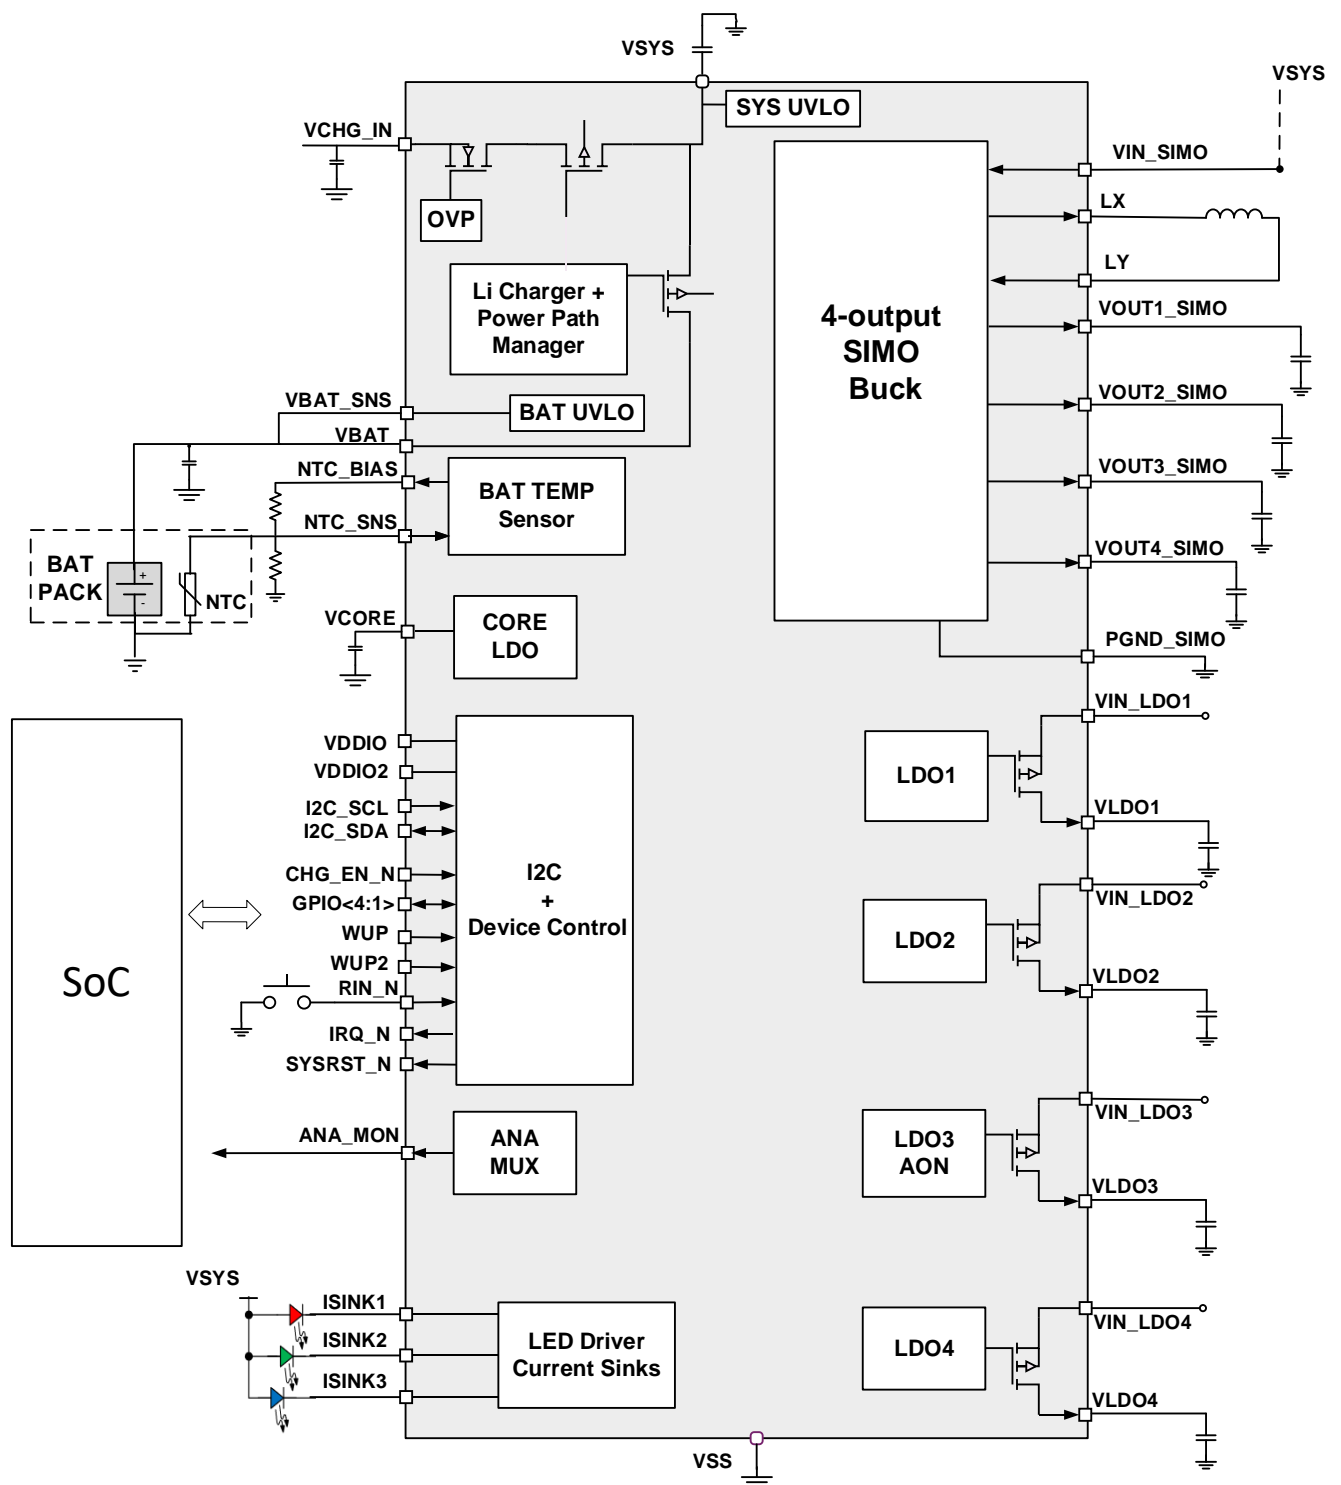 VSYS
VSYS
SYS UVLO
VCHG_IN
VIN_SIMO
LX
OVP
LY
Li Charger +
Power Path
Manager
4-output
SIMO
Buck
VOUT1_SIMO
VBAT_SNS
BAT UVLO
VOUT2_SIMO
VBAT
NTC_BIAS
BAT TEMP
Sensor
VOUT3_SIMO
NTC_SNS
VOUT4_SIMO
BAT
PACK
+
-
NTC
VCORE
CORE
LDO
PGND_SIMO
VIN_LDO1
VDDIO
VDDIO2
LDO1
I2C_SCL
I2C_SDA
VLDO1
CHG_EN_N
GPIO<4:1>
WUP
WUP2
RIN_N
IRQ_N
SYSRST_N
I2C
+
Device Control
VIN_LDO2
LDO2
VLDO2
SoC
ANA_MON
ANA
MUX
VIN_LDO3
LDO3
AON
VLDO3
VSYS
ISINK1
ISINK2
ISINK3
LED Driver
Current Sinks
VIN_LDO4
LDO4
VLDO4
VSS